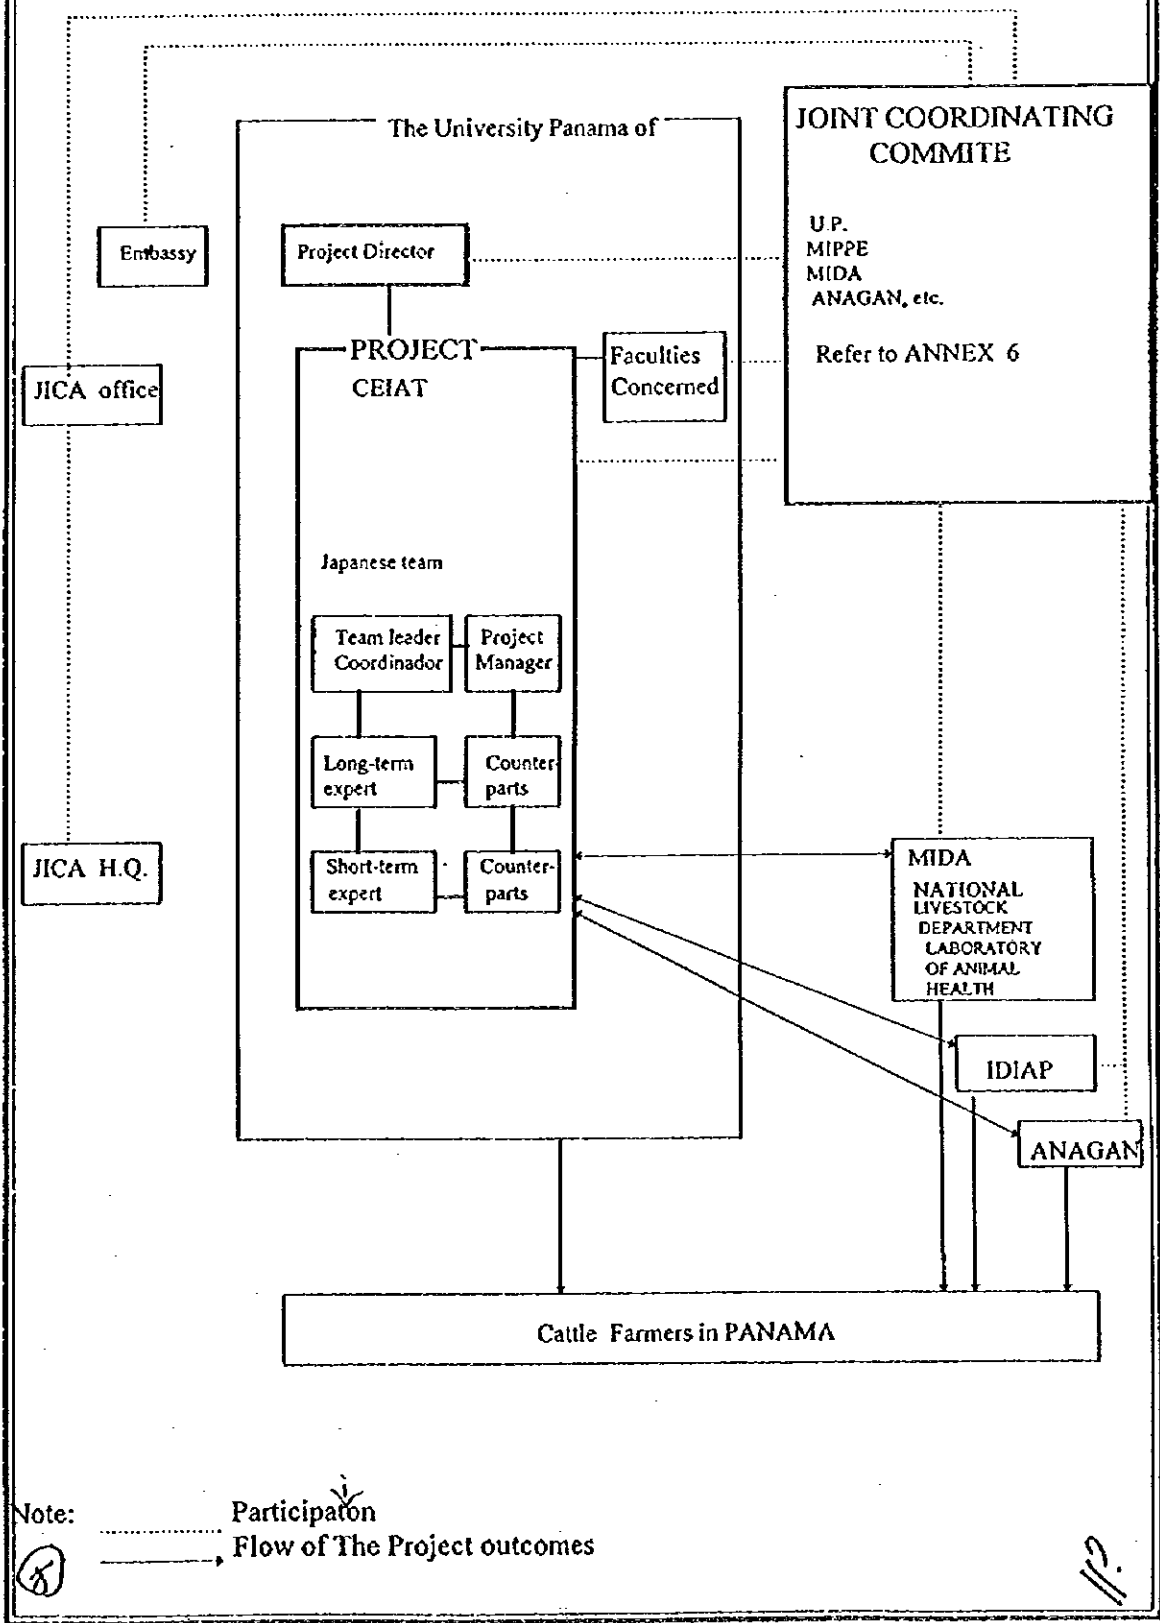 The University Panama of
JOINT COORDINATING
COMMITE
U.P.
MIPPE
MIDA
ANAGAN, etc.
Refer to ANNEX 6
Embassy
Project Director
PROJECT
CEIAT
Faculties
Concerned
JICA office
Japanese team
Team leader
Coordinador
Project
Manager
Long-term
expert
Counter-
parts
Short-term
expert
Counter-
parts
JICA H.Q.
MIDA
NATIONAL
LIVESTOCK
DEPARTMENT
LABORATORY
OF ANIMAL
HEALTH
IDIAP
ANAGAN
Cattle Farmers in PANAMA
Note:
Participaton
i
Flow of The Project outcomes